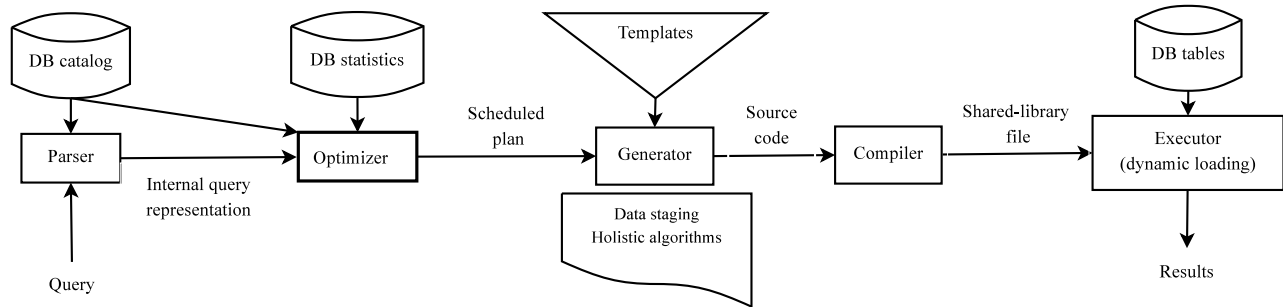 DB catalog
DB statistics
Templates
DB tables
Scheduled
plan
Source
code
Shared-library
file
Parser
Optimizer
Generator
Compiler
Executor
(dynamic loading)
Internal query
representation
Data staging
Holistic algorithms
Query
Results